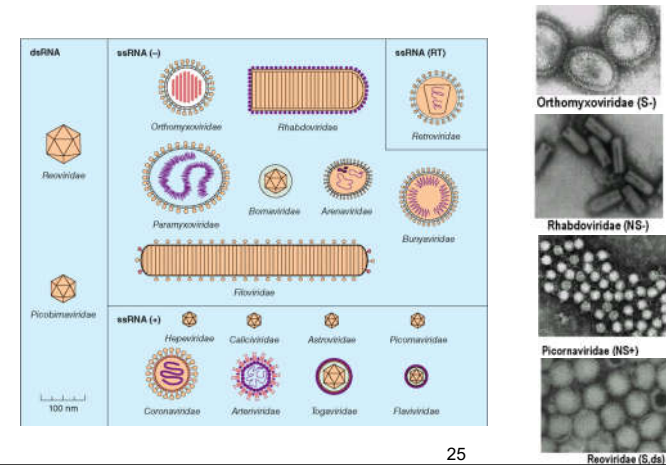 dsRNA
Reoviridae
Picobirnaviridae
100 nm
ssRNA (–)
Orthomyxoviridae
Rhabdoviridae
Paramyxoviridae
Bornaviridae
Arenaviridae
Bunyaviridae
Filoviridae
ssRNA (RT)
Retroviridae
ssRNA (+)
Hepeviridae
Caliciviridae
Astroviridae
Picornaviridae
Coronaviridae
Arteriviridae
Togaviridae
Flaviviridae
Orthomyxoviridae (S-)
Rhabdoviridae (NS-)
Picornaviridae (NS+)
Reoviridae (S,ds)
25